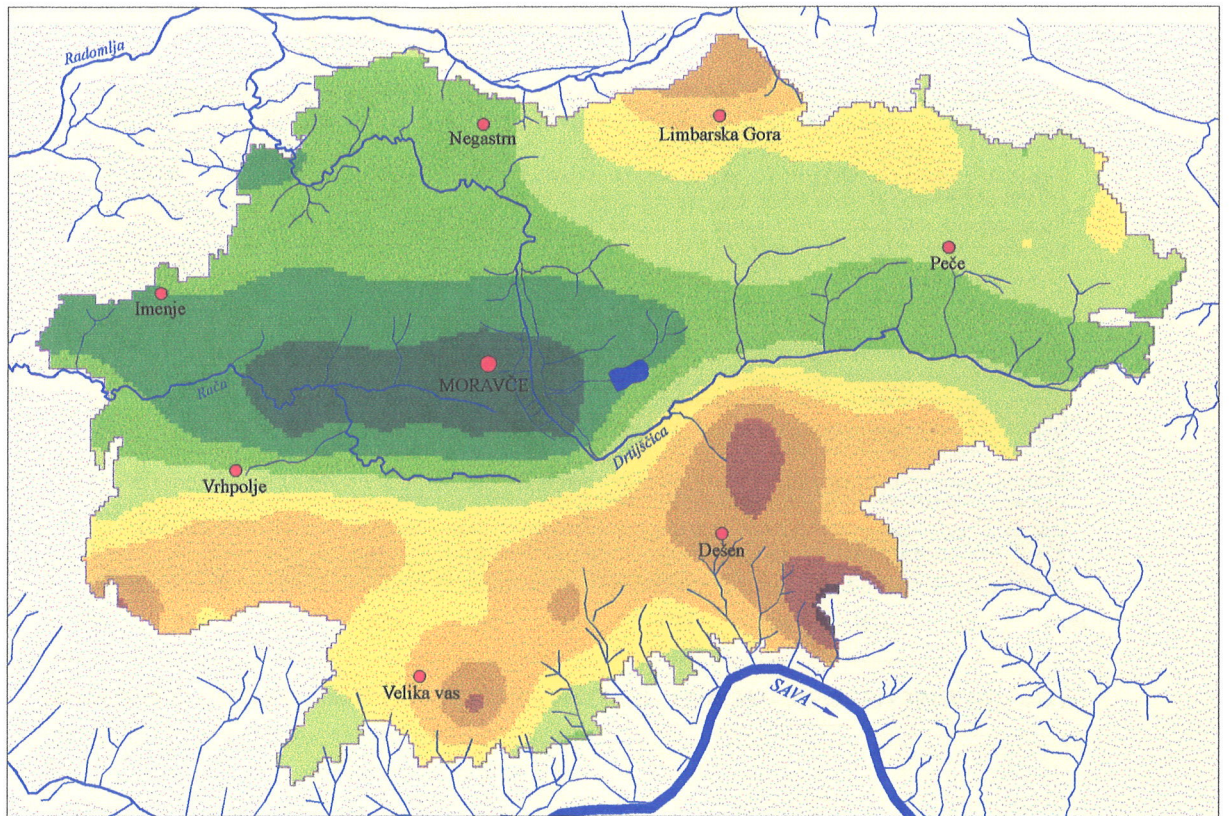 Radomlja
Negastrn
Limbarska Gora
Peče
Imenje
MORAVČE
Rača
Drtijščica
Vrhpolje
Dešen
Velika vas
SAVA